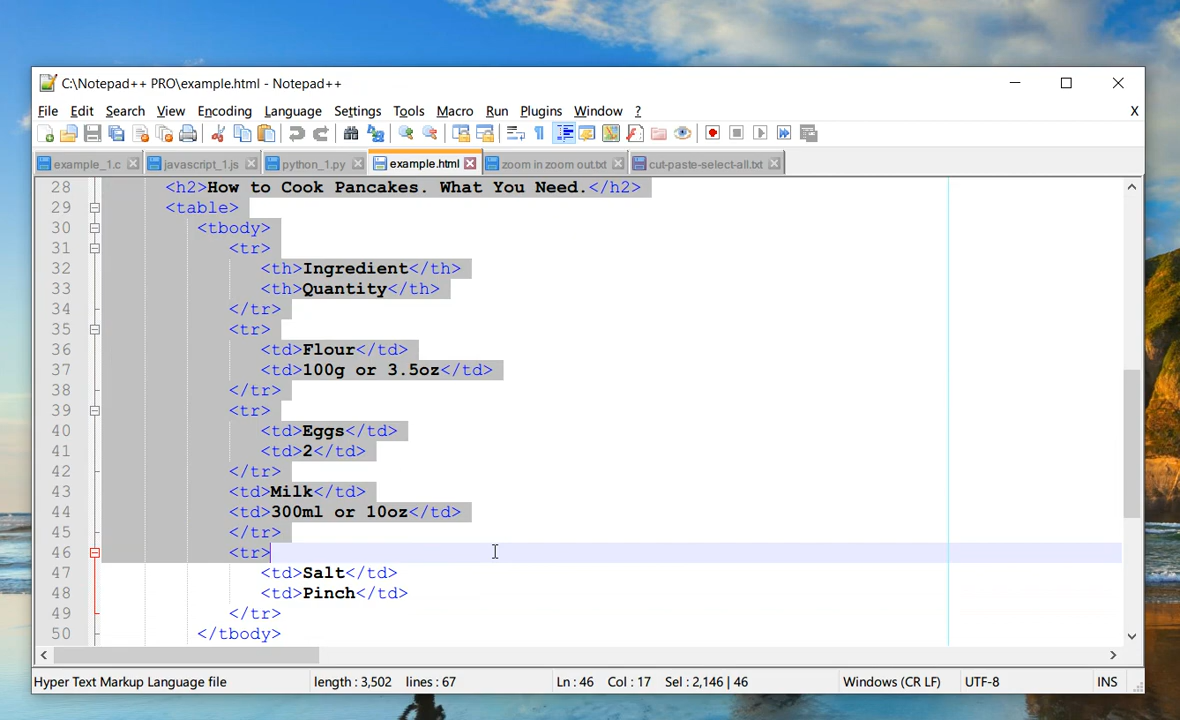 C:\Notepad++ PRO\example.html - Notepad++
File Edit Search View Encoding Language Settings Tools Macro Run Plugins Window ? X
example_1.c javascript_1.js python_1.py example.html zoom in zoom out.txt cut-paste-select-all.txt
28 <h2>How to Cook Pancakes. What You Need.</h2>
29 <table>
30 <tbody>
31 <tr>
32 <th>Ingredient</th>
33 <th>Quantity</th>
34 </tr>
35 <tr>
36 <td>Flour</td>
37 <td>100g or 3.5oz</td>
38 </tr>
39 <tr>
40 <td>Eggs</td>
41 <td>2</td>
42 </tr>
43 <td>Milk</td>
44 <td>300ml or 10oz</td>
45 </tr>
46 <tr>
47 <td>Salt</td>
48 <td>Pinch</td>
49 </tr>
50 </tbody>
Hyper Text Markup Language file length : 3,502 lines : 67 Ln : 46 Col : 17 Sel : 2,146 | 46 Windows (CR LF) UTF-8 INS